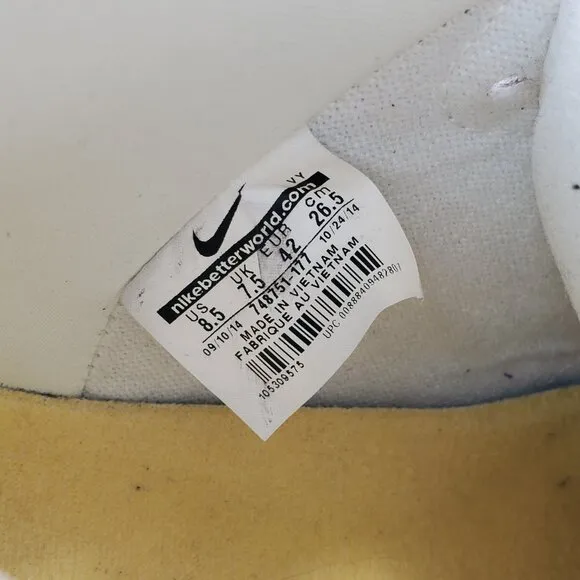 VY
nikebetterworld.com
US UK EUR cm
8.5 7.5 42 26.5
09/10/14 748751-177 10/24/14
MADE IN VIETNAM
FABRIQUE AU VIETNAM
105309575
UPC 00888409482807